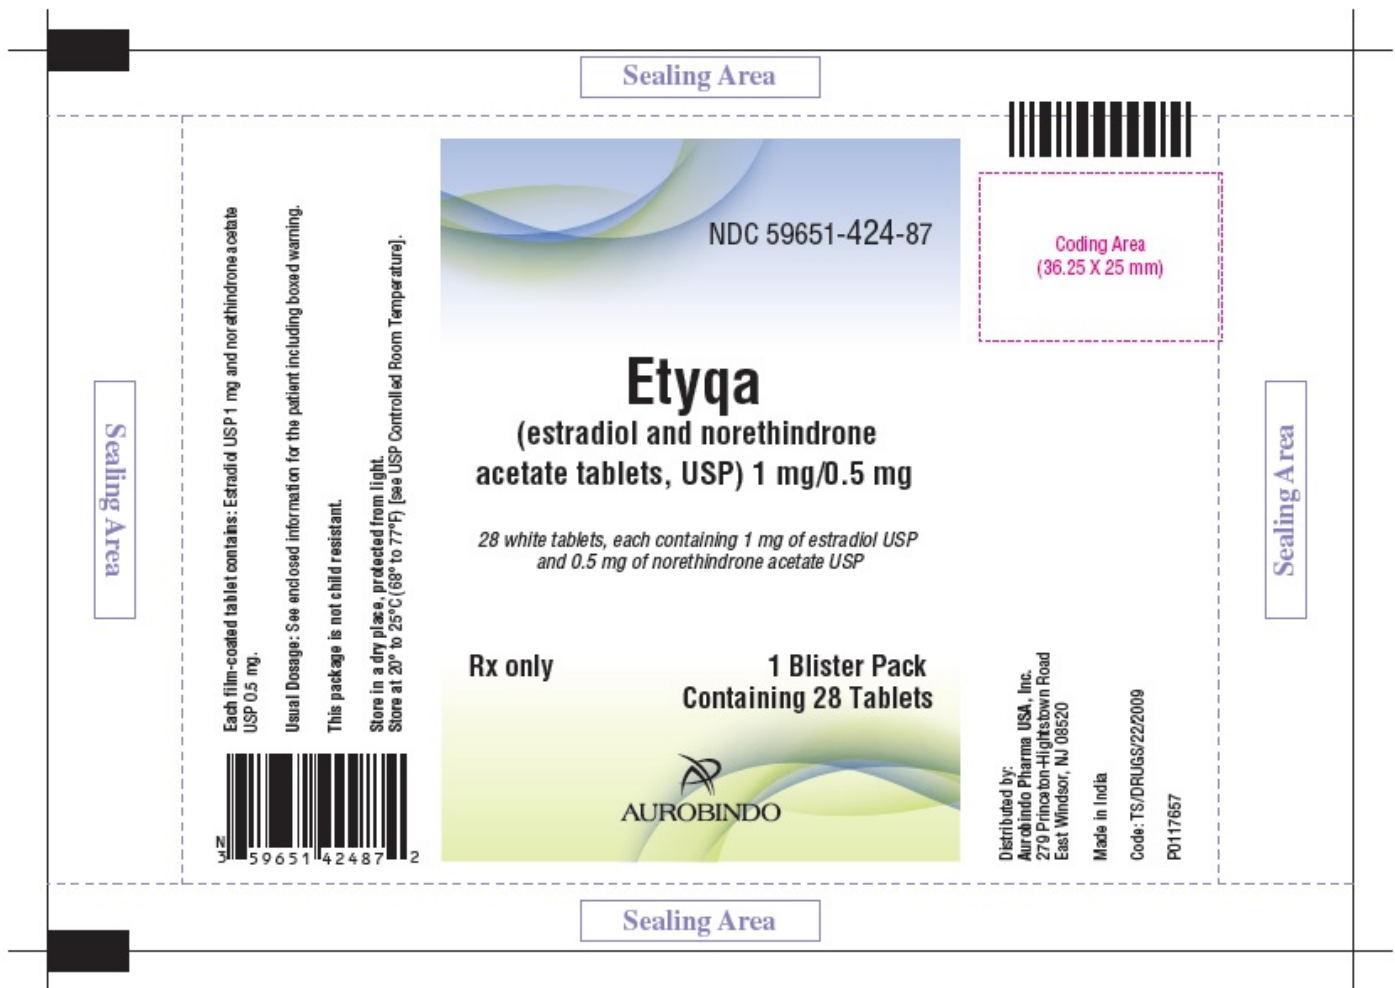 Sealing Area
NDC 59651-424-87
Coding Area
(36.25 X 25 mm)
Etyqa
(estradiol and norethindrone
acetate tablets, USP) 1 mg/0.5 mg
28 white tablets, each containing 1 mg of estradiol USP
and 0.5 mg of norethindrone acetate USP
Rx only
1 Blister Pack
Containing 28 Tablets
AUROBINDO
Each film-coated tablet contains: Estradiol USP 1 mg and norethindrone acetate
USP 0.5 mg.
Usual Dosage: See enclosed information for the patient including boxed warning.
This package is not child resistant.
Store in a dry place, protected from light.
Store at 20° to 25°C (68° to 77°F) [see USP Controlled Room Temperature].
N
3 59651 42487 2
Distributed by:
Aurobindo Pharma USA, Inc.
279 Princeton-Hightstown Road
East Windsor, NJ 08520
Made in India
Code: TS/DRUGS/22/2009
P0117657
Sealing Area
Sealing Area
Sealing Area